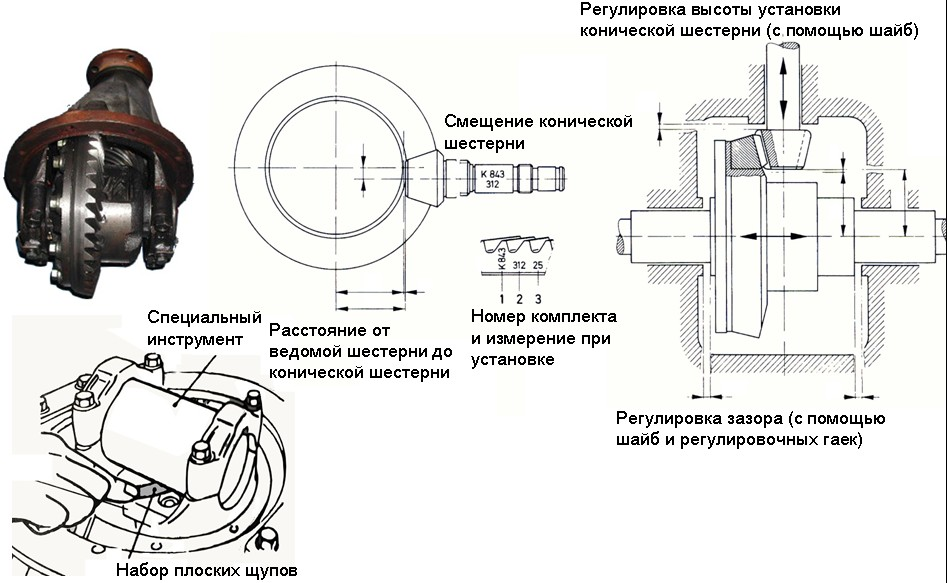 Регулировка высоты установки
конической шестерни (с помощью шайб)
Смещение конической
шестерни
K 843
312
K 843 312 25
1 2 3
Специальный
инструмент
Расстояние от
ведомой шестерни до
конической шестерни
Номер комплекта
и измерение при
установке
Регулировка зазора (с помощью
шайб и регулировочных гаек)
Набор плоских щупов